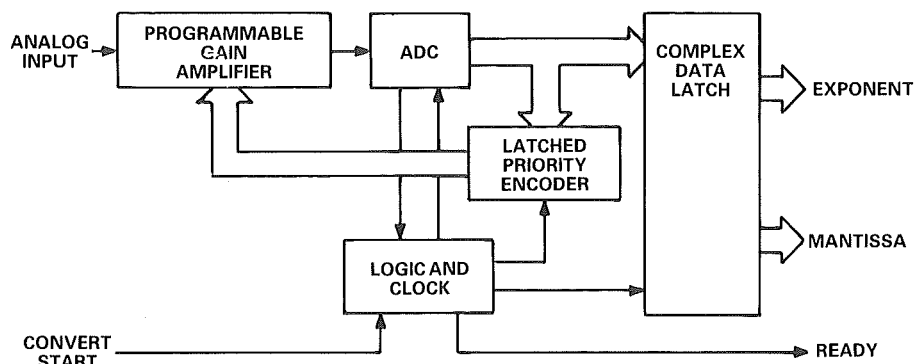 ANALOG
INPUT
PROGRAMMABLE
GAIN
AMPLIFIER
ADC
COMPLEX
DATA
LATCH
EXPONENT
LATCHED
PRIORITY
ENCODER
MANTISSA
LOGIC AND
CLOCK
CONVERT
START
READY